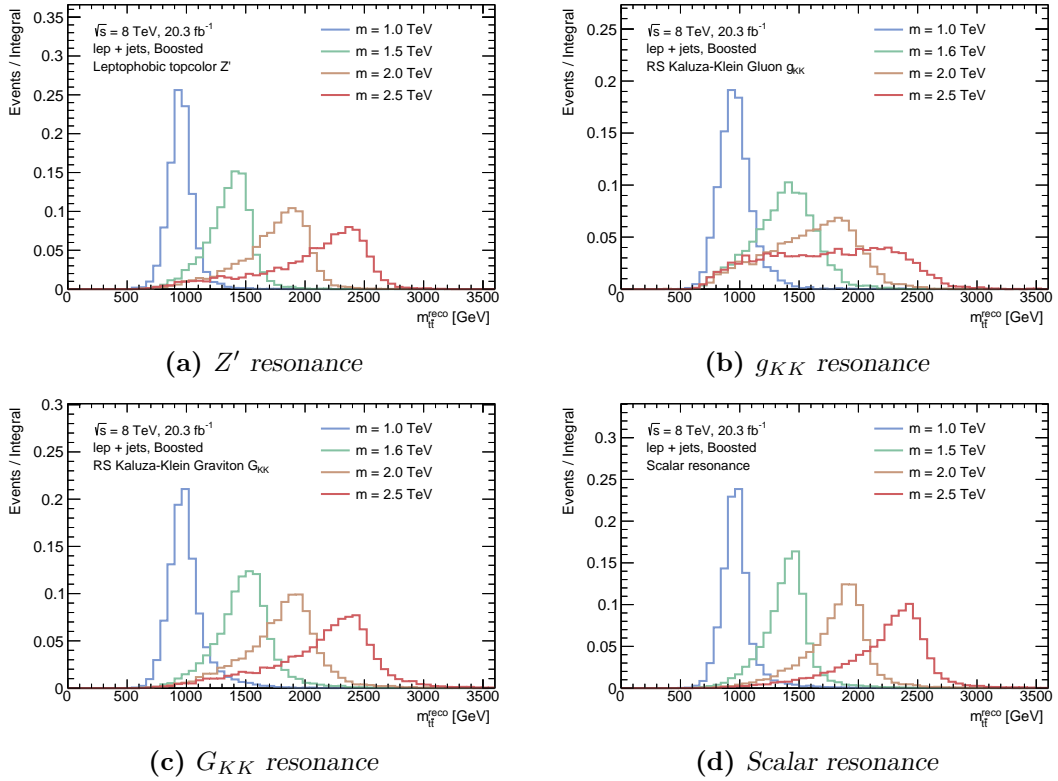 Events / Integral
0.35
0.3
0.25
0.2
0.15
0.1
0.05
0
√s = 8 TeV, 20.3 fb⁻¹
lep + jets, Boosted
Leptophobic topcolor Z'
m = 1.0 TeV
m = 1.5 TeV
m = 2.0 TeV
m = 2.5 TeV
0 500 1000 1500 2000 2500 3000 3500
m_tt̄^reco [GeV]
(a) Z′ resonance
Events / Integral
0.25
0.2
0.15
0.1
0.05
0
√s = 8 TeV, 20.3 fb⁻¹
lep + jets, Boosted
RS Kaluza-Klein Gluon g_KK
m = 1.0 TeV
m = 1.6 TeV
m = 2.0 TeV
m = 2.5 TeV
0 500 1000 1500 2000 2500 3000 3500
m_tt̄^reco [GeV]
(b) g_KK resonance
Events / Integral
0.3
0.25
0.2
0.15
0.1
0.05
0
√s = 8 TeV, 20.3 fb⁻¹
lep + jets, Boosted
RS Kaluza-Klein Graviton G_KK
m = 1.0 TeV
m = 1.6 TeV
m = 2.0 TeV
m = 2.5 TeV
0 500 1000 1500 2000 2500 3000 3500
m_tt̄^reco [GeV]
(c) G_KK resonance
Events / Integral
0.3
0.25
0.2
0.15
0.1
0.05
0
√s = 8 TeV, 20.3 fb⁻¹
lep + jets, Boosted
Scalar resonance
m = 1.0 TeV
m = 1.5 TeV
m = 2.0 TeV
m = 2.5 TeV
0 500 1000 1500 2000 2500 3000 3500
m_tt̄^reco [GeV]
(d) Scalar resonance